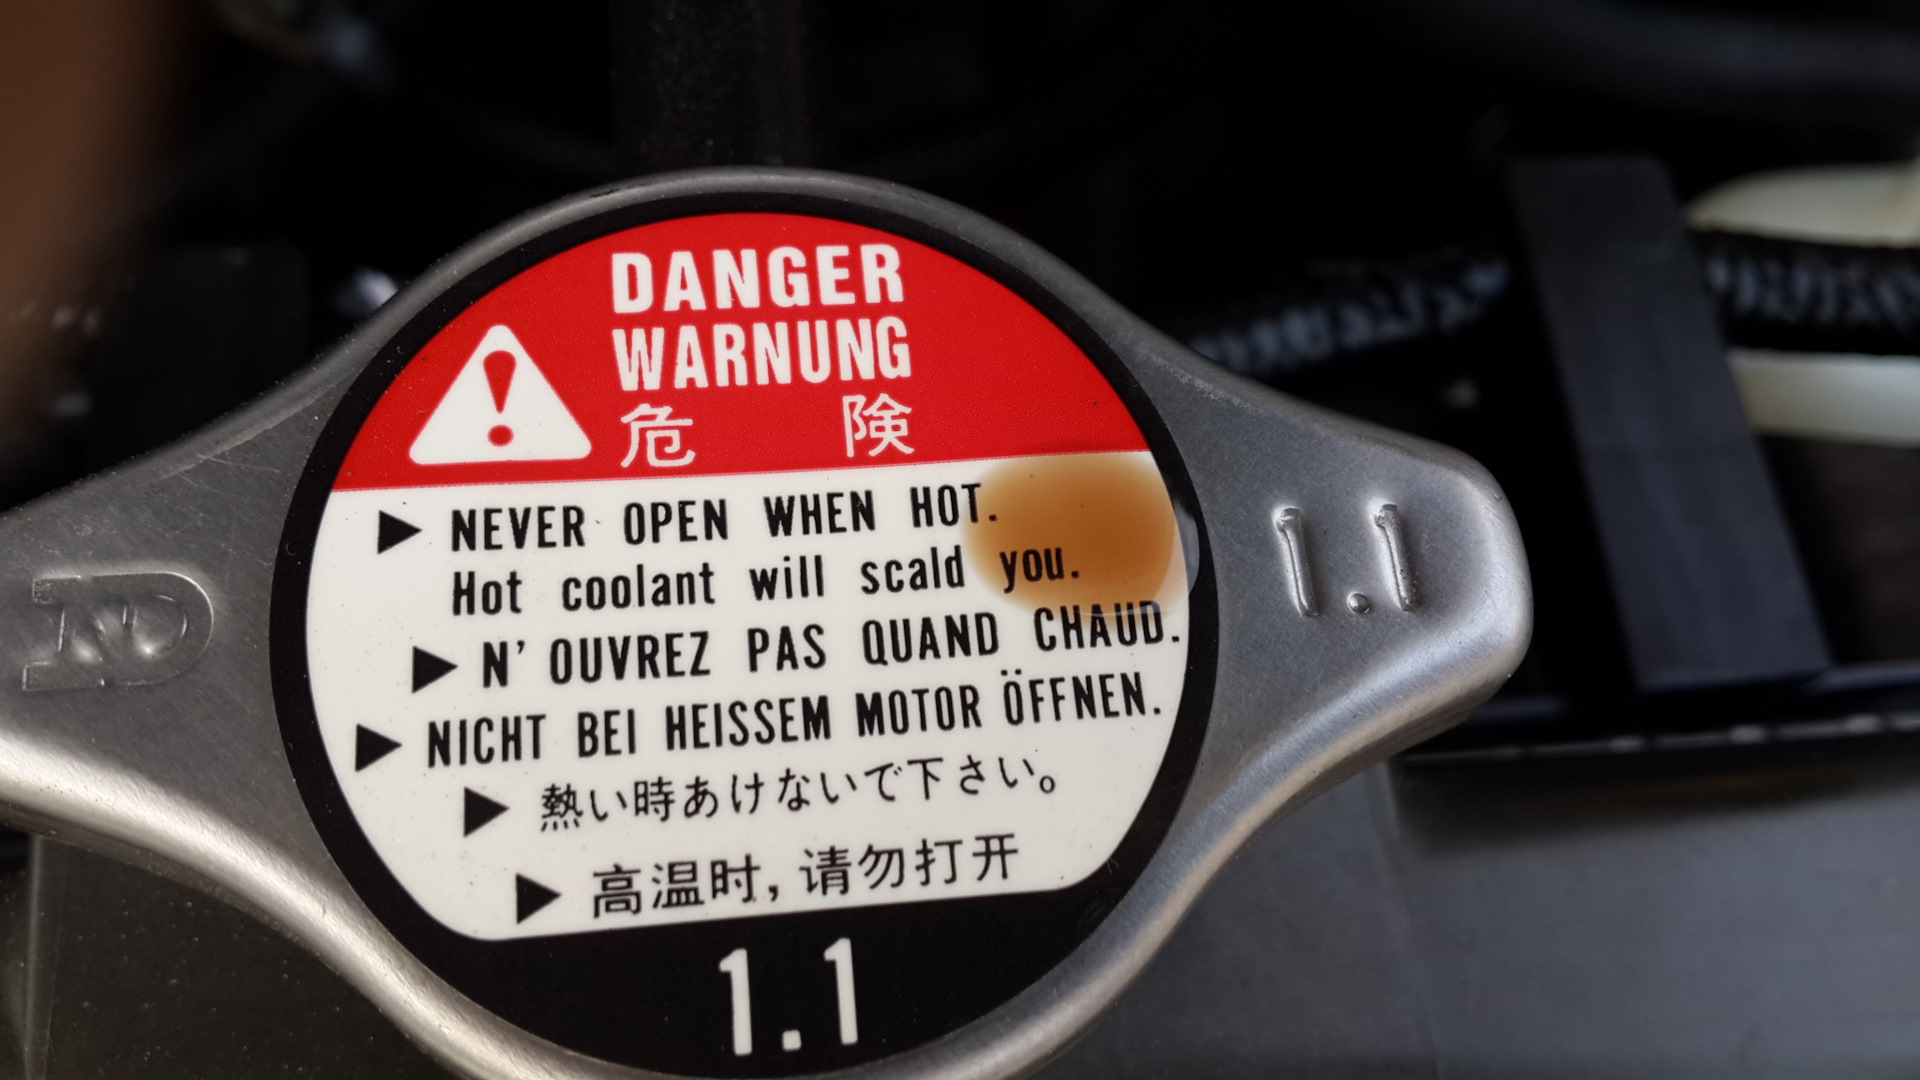 DANGER
WARNUNG
危 険
▶ NEVER OPEN WHEN HOT.
Hot coolant will scald you.
▶ N' OUVREZ PAS QUAND CHAUD.
▶ NICHT BEI HEISSEM MOTOR ÖFFNEN.
▶ 熱い時あけないで下さい。
▶ 高温时,请勿打开
1.1
1.1